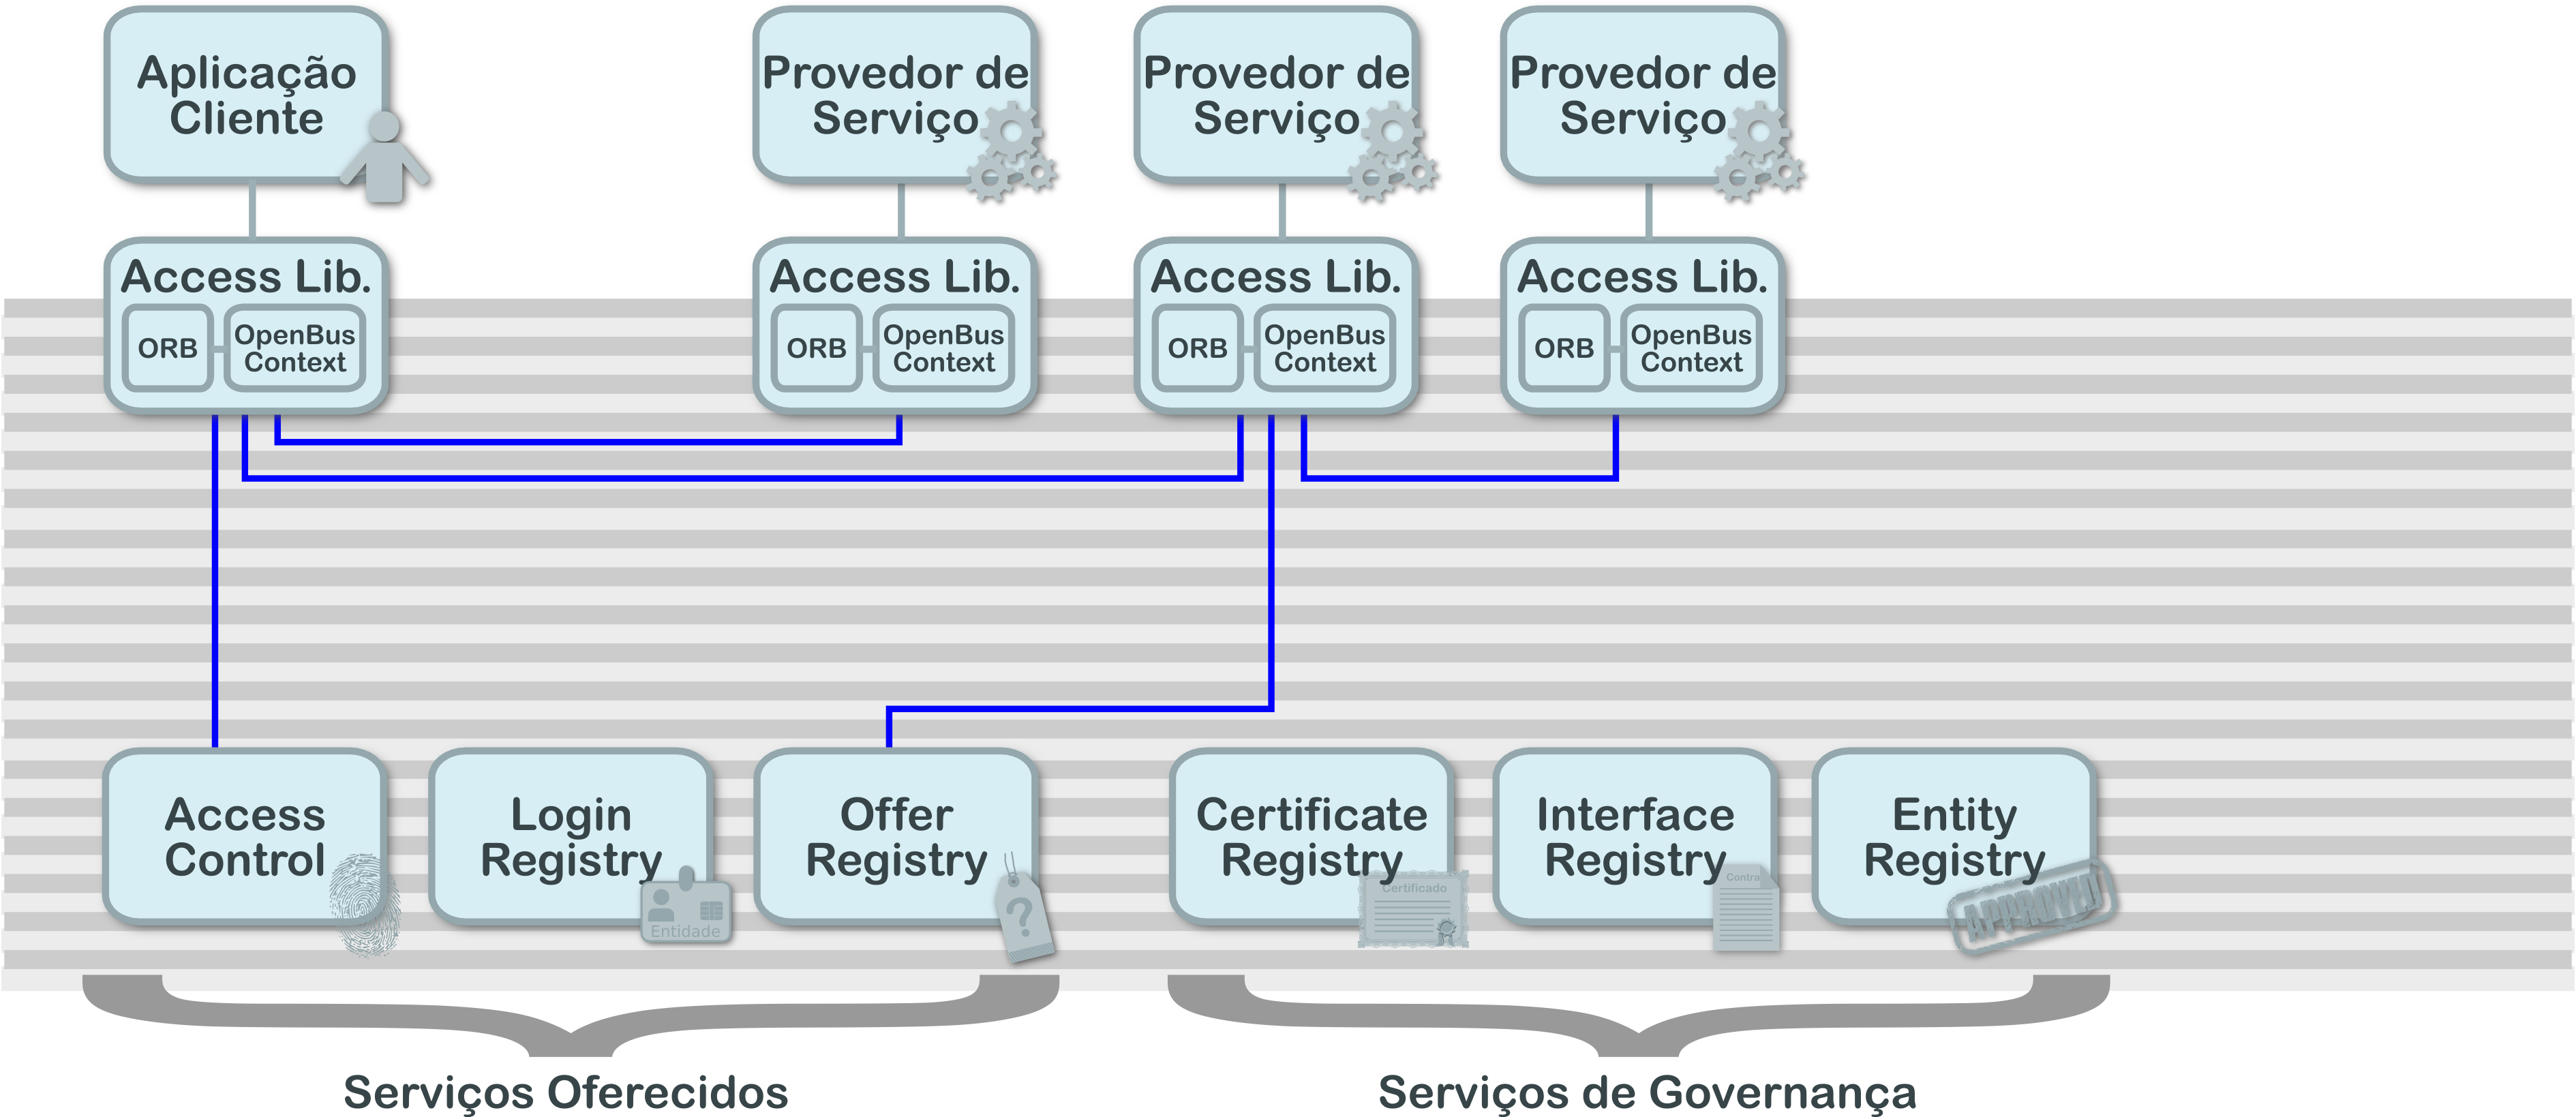 Aplicação
Cliente
Provedor de
Serviço
Provedor de
Serviço
Provedor de
Serviço
Access Lib.
ORB
OpenBus
Context
Access Lib.
ORB
OpenBus
Context
Access Lib.
ORB
OpenBus
Context
Access Lib.
ORB
OpenBus
Context
Access
Control
Login
Registry
Entidade
Offer
Registry
?
Certificate
Registry
Certificado
Interface
Registry
Contra
Entity
Registry
APPROVED
Serviços Oferecidos
Serviços de Governança